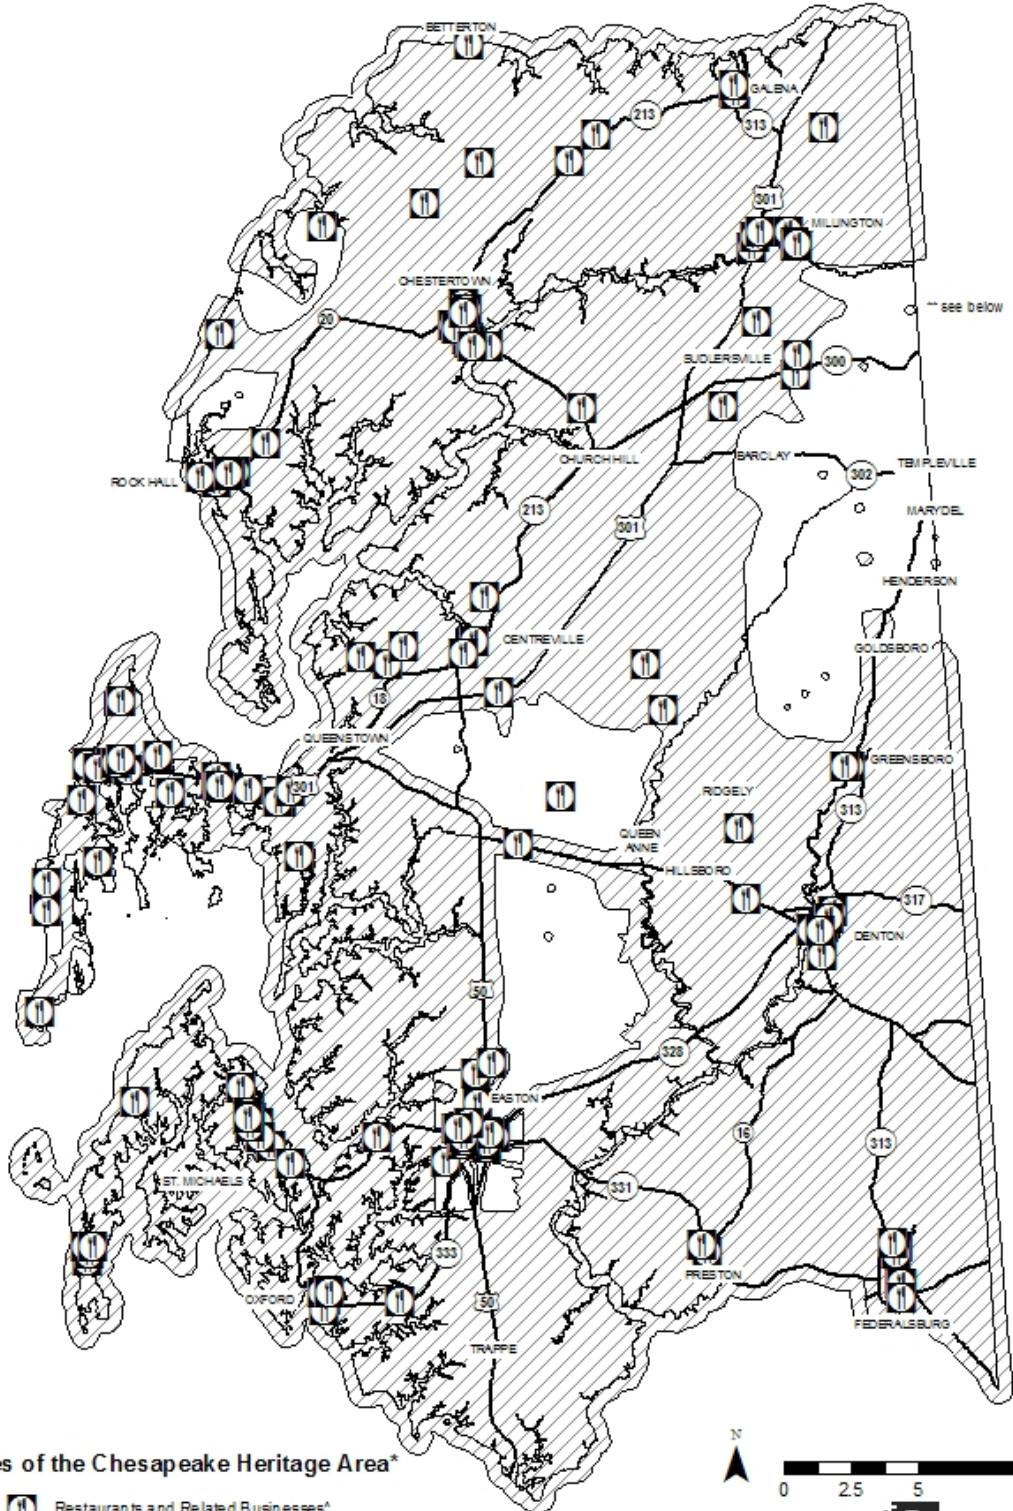 BETTERTON
GALENA
213
313
301
MILLINGTON
CHESTERTOWN
** see below
20
SUDLERSVILLE
300
CHURCH HILL
BARCLAY
TEMPLEVILLE
302
ROCK HALL
MARYDEL
213
301
HENDERSON
CENTREVILLE
GOLDSBORO
18
QUEENSTOWN
GREENSBORO
301
RIDGELY
313
QUEEN
ANNE
HILLSBORO
317
DENTON
50
328
EASTON
16
313
ST. MICHAELS
331
333
PRESTON
OXFORD
50
FEDERALSBURG
TRAPPE
N
es of the Chesapeake Heritage Area*
0 2.5 5
Restaurants and Related Businesses^